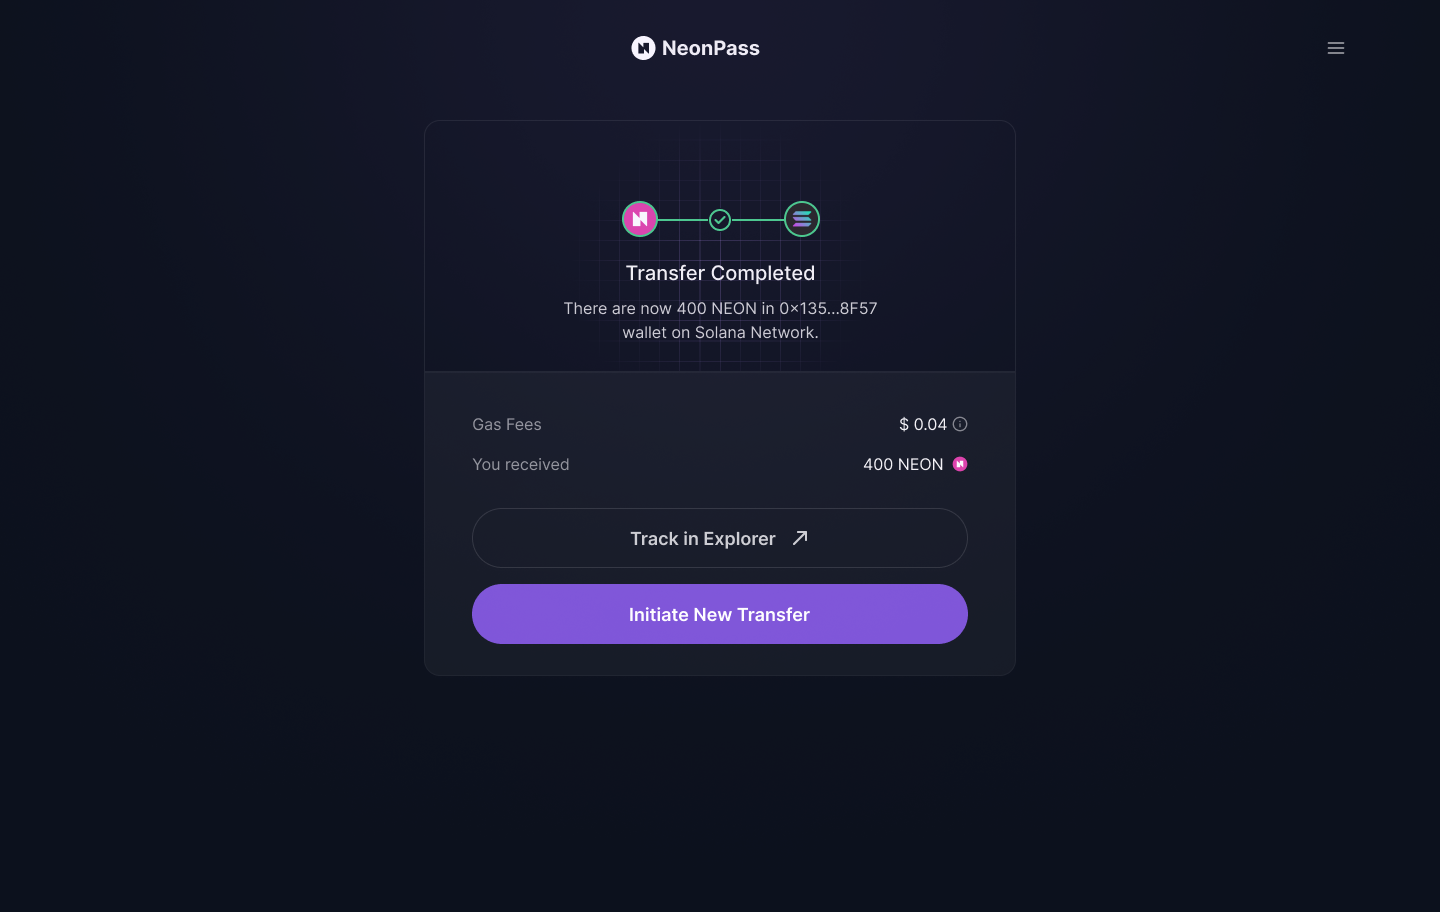 NeonPass
Transfer Completed
There are now 400 NEON in 0×135...8F57
wallet on Solana Network.
Gas Fees
$ 0.04
You received
400 NEON
Track in Explorer
Initiate New Transfer